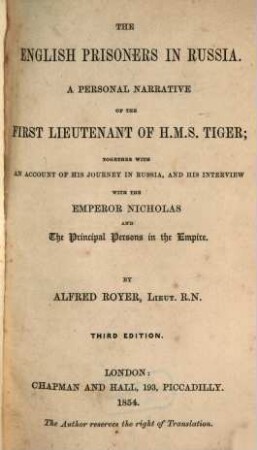 THE
ENGLISH PRISONERS IN RUSSIA.
A PERSONAL NARRATIVE
OF THE
FIRST LIEUTENANT OF H.M.S. TIGER;
TOGETHER WITH
AN ACCOUNT OF HIS JOURNEY IN RUSSIA, AND HIS INTERVIEW
WITH THE
EMPEROR NICHOLAS
AND
The Principal Persons in the Empire.
BY
ALFRED ROYER, LIEUT. R.N.
THIRD EDITION.
LONDON:
CHAPMAN AND HALL, 193, PICCADILLY.
1854.
The Author reserves the right of Translation.